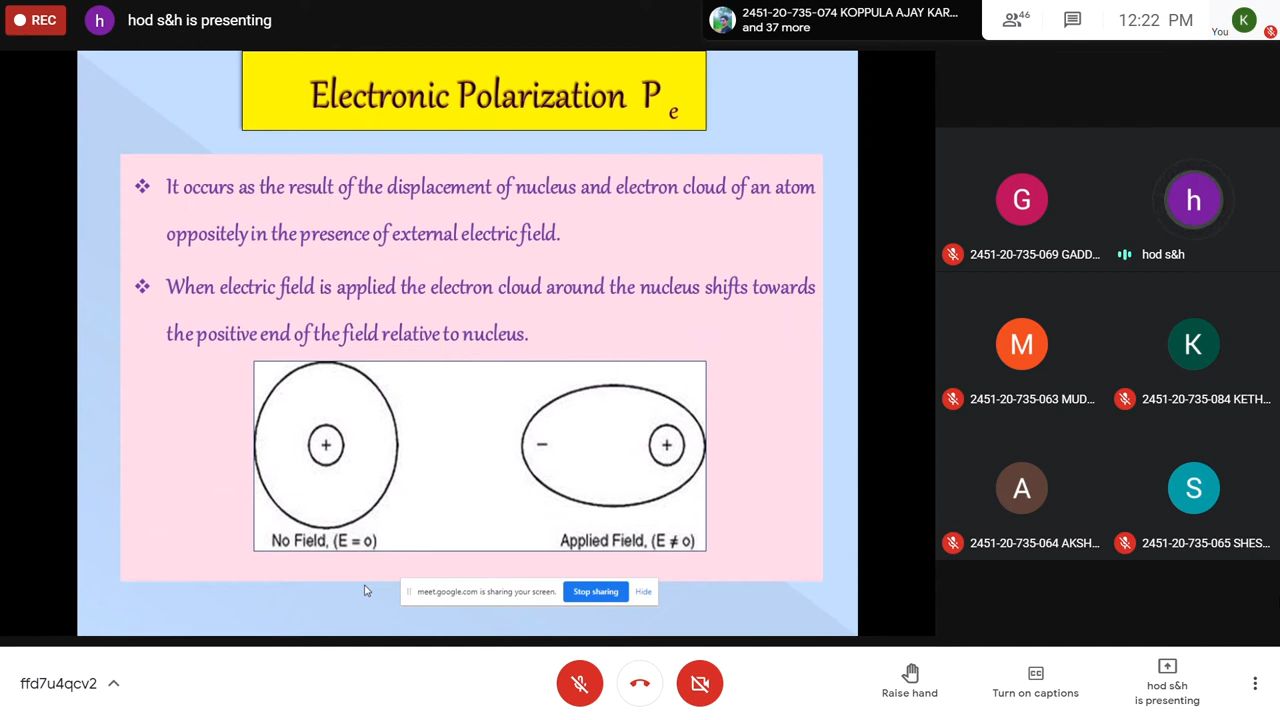 REC
h
hod s&h is presenting
2451-20-735-074 KOPPULA AJAY KAR...
and 37 more
46
12:22 PM
You
K
Electronic Polarization Pe
❖ It occurs as the result of the displacement of nucleus and electron cloud of an atom
oppositely in the presence of external electric field.
❖ When electric field is applied the electron cloud around the nucleus shifts towards
the positive end of the field relative to nucleus.
+
− +
No Field, (E = o)
Applied Field, (E ≠ o)
meet.google.com is sharing your screen.
Stop sharing
Hide
G
2451-20-735-069 GADD...
h
hod s&h
M
2451-20-735-063 MUD...
K
2451-20-735-084 KETH...
A
2451-20-735-064 AKSH...
S
2451-20-735-065 SHES...
ffd7u4qcv2
Raise hand
Turn on captions
hod s&h
is presenting